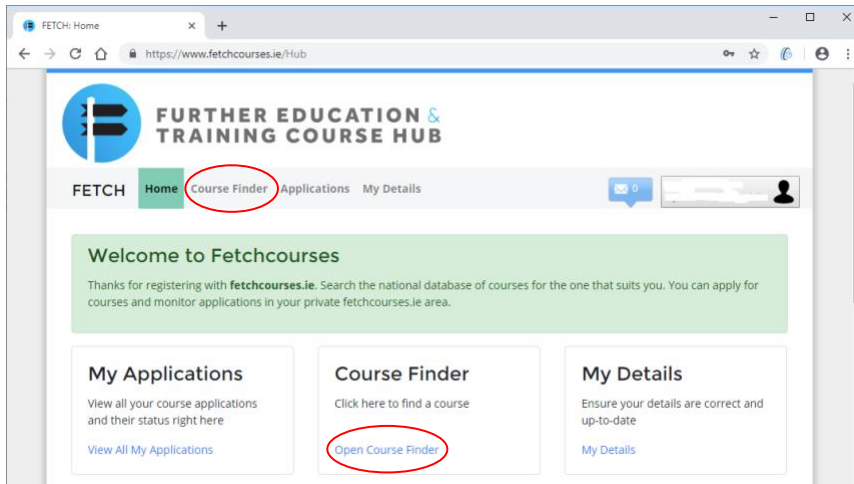 FETCH: Home
https://www.fetchcourses.ie/Hub
FURTHER EDUCATION &
TRAINING COURSE HUB
FETCH Home Course Finder Applications My Details 0
Welcome to Fetchcourses
Thanks for registering with fetchcourses.ie. Search the national database of courses for the one that suits you. You can apply for
courses and monitor applications in your private fetchcourses.ie area.
My Applications
View all your course applications
and their status right here
View All My Applications
Course Finder
Click here to find a course
Open Course Finder
My Details
Ensure your details are correct and
up-to-date
My Details